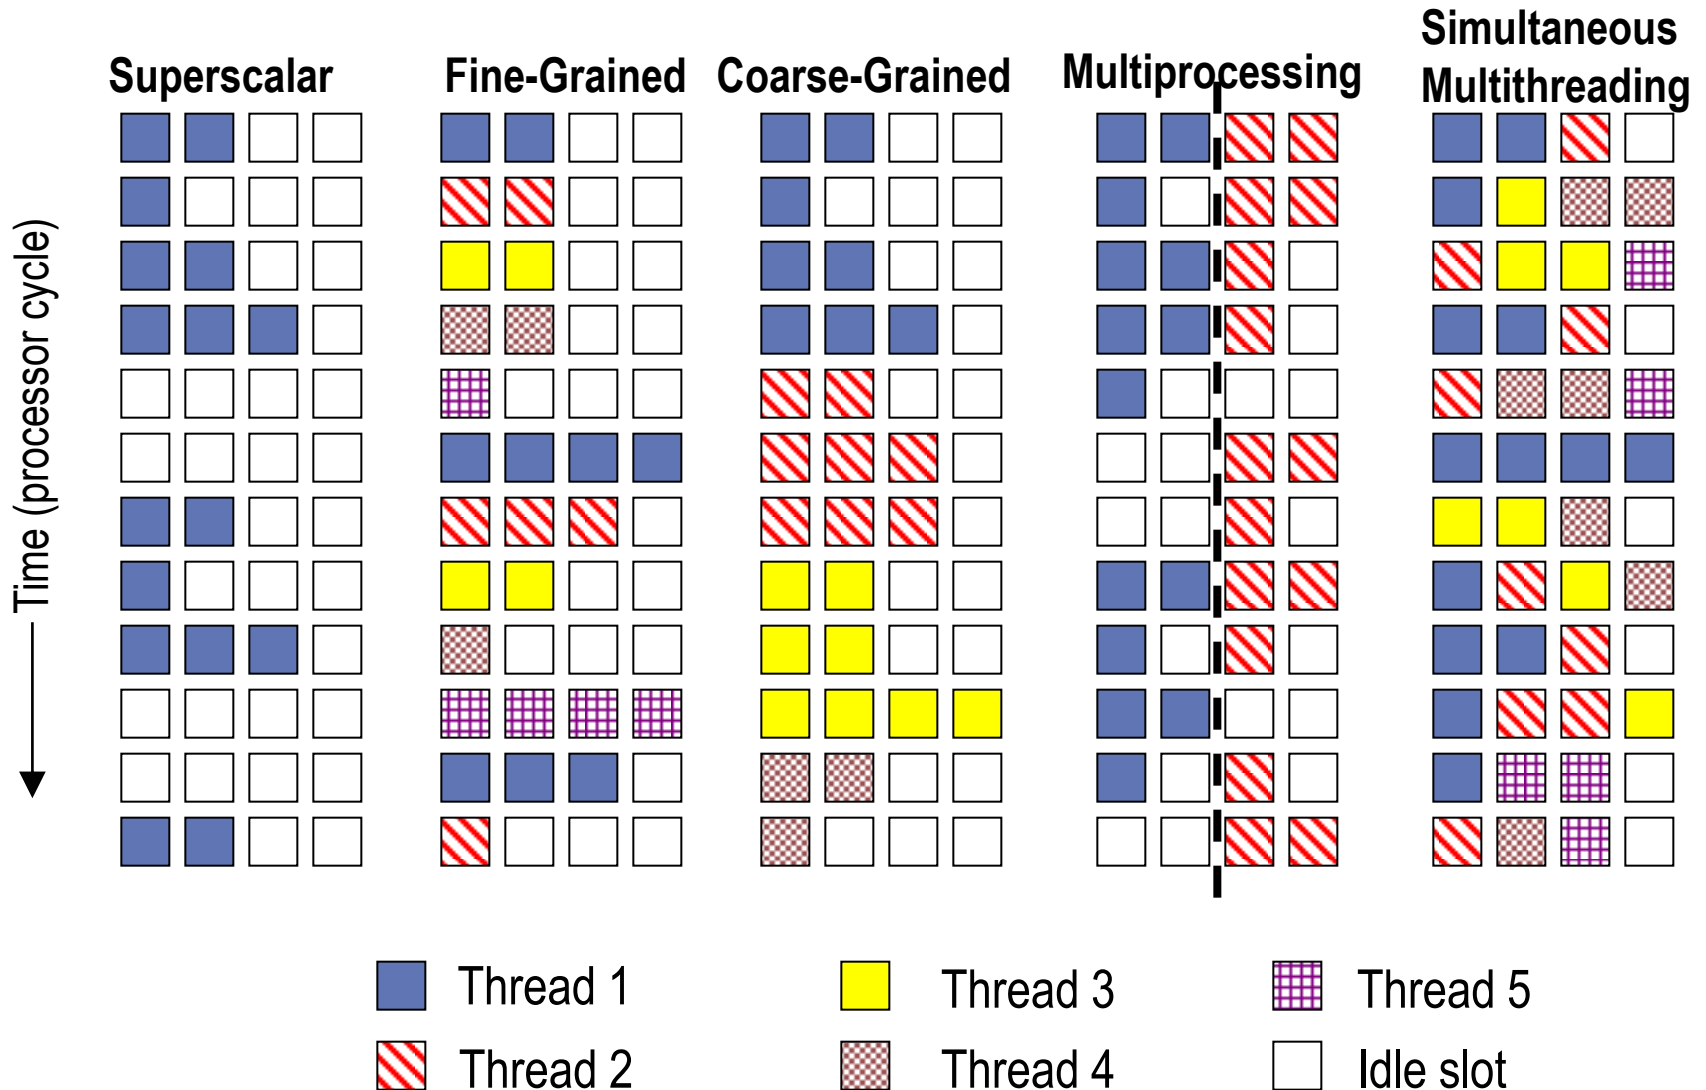 Superscalar
Fine-Grained
Coarse-Grained
Multiprocessing
Simultaneous
Multithreading
Time (processor cycle)
Thread 1
Thread 3
Thread 5
Thread 2
Thread 4
Idle slot